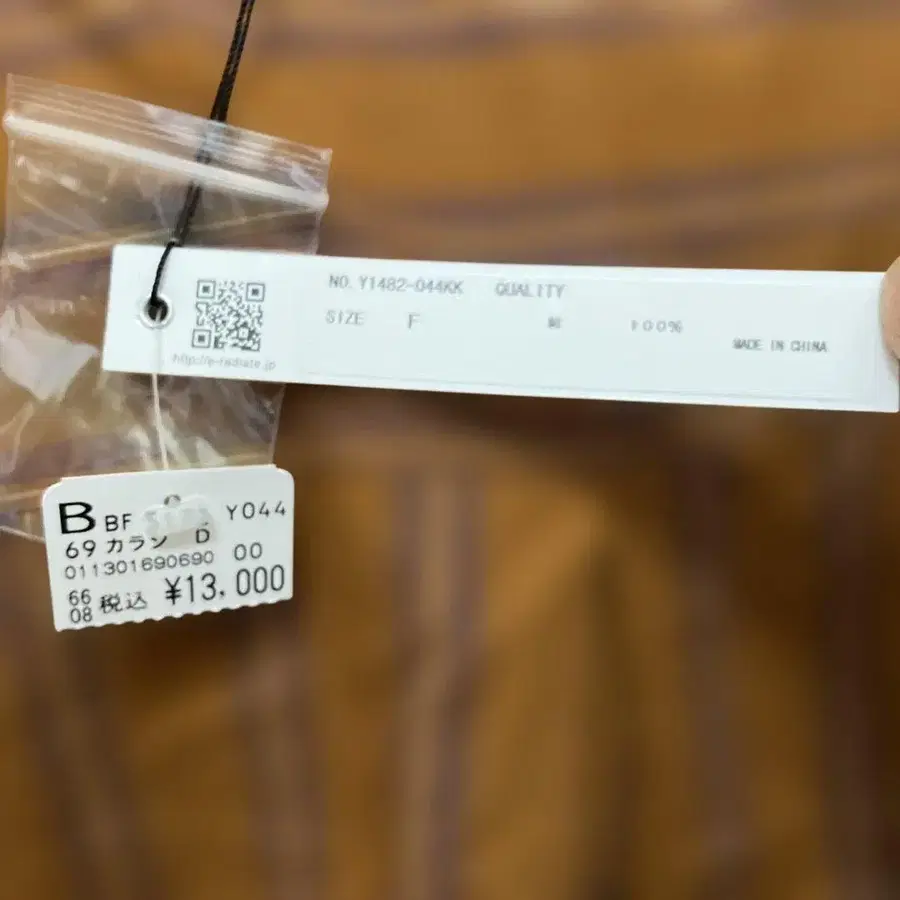 NO. Y1482-044KK QUALITY
SIZE F 100%
MADE IN CHINA
http://e-radiate.jp
B BF Y044
69 カラー D
011301690690 00
66
08 税込 ¥13,000